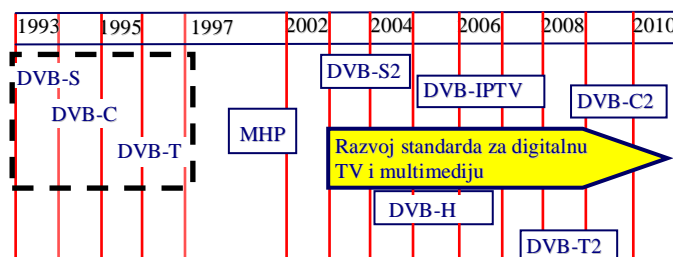 1993 1995 1997 2002 2004 2006 2008 2010
DVB-S
DVB-C
DVB-T
MHP
DVB-S2
DVB-IPTV
DVB-C2
Razvoj standarda za digitalnu
TV i multimediju
DVB-H
DVB-T2